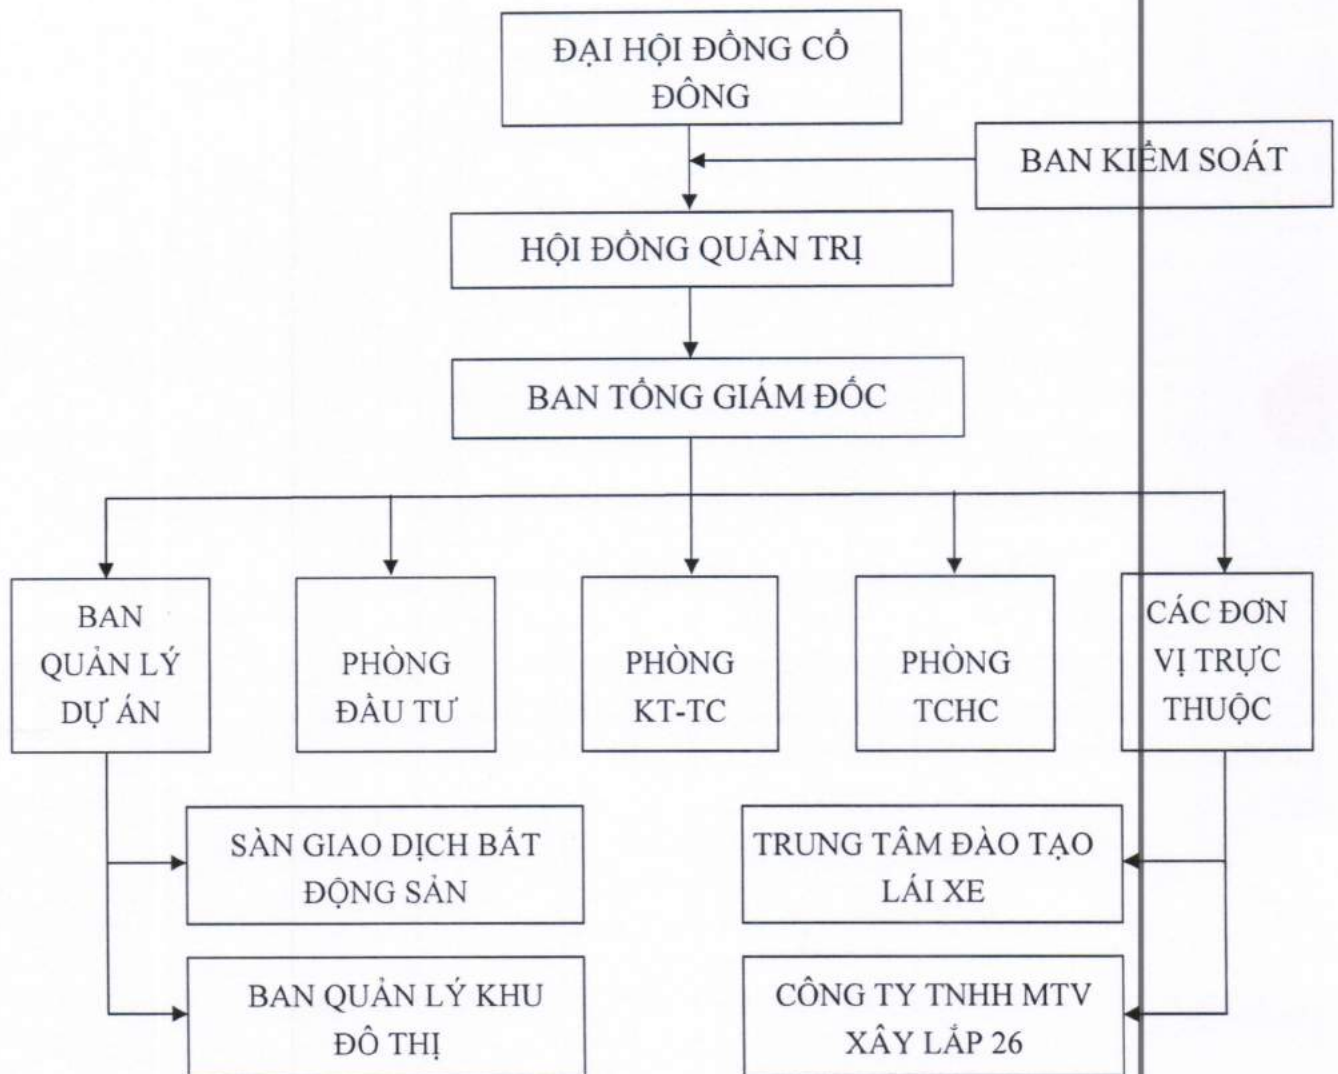 ĐẠI HỘI ĐỒNG CỔ
ĐÔNG
BAN KIỂM SOÁT
HỘI ĐỒNG QUẢN TRỊ
BAN TỔNG GIÁM ĐỐC
BAN
QUẢN LÝ
DỰ ÁN
PHÒNG
ĐẦU TƯ
PHÒNG
KT-TC
PHÒNG
TCHC
CÁC ĐƠN
VỊ TRỰC
THUỘC
SÀN GIAO DỊCH BẤT
ĐỘNG SẢN
TRUNG TÂM ĐÀO TẠO
LÁI XE
BAN QUẢN LÝ KHU
ĐÔ THỊ
CÔNG TY TNHH MTV
XÂY LẮP 26